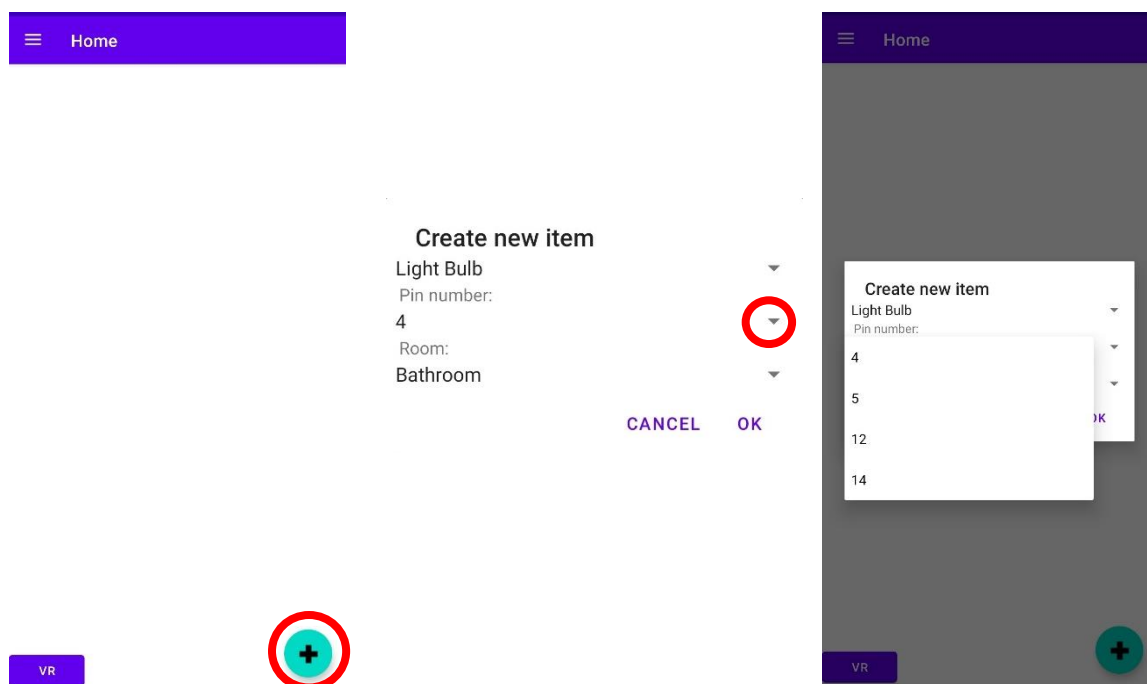 Home
VR
Create new item
Light Bulb
Pin number:
4
Room:
Bathroom
CANCEL OK
Home
Create new item
Light Bulb
Pin number:
4
5
12
14
VR